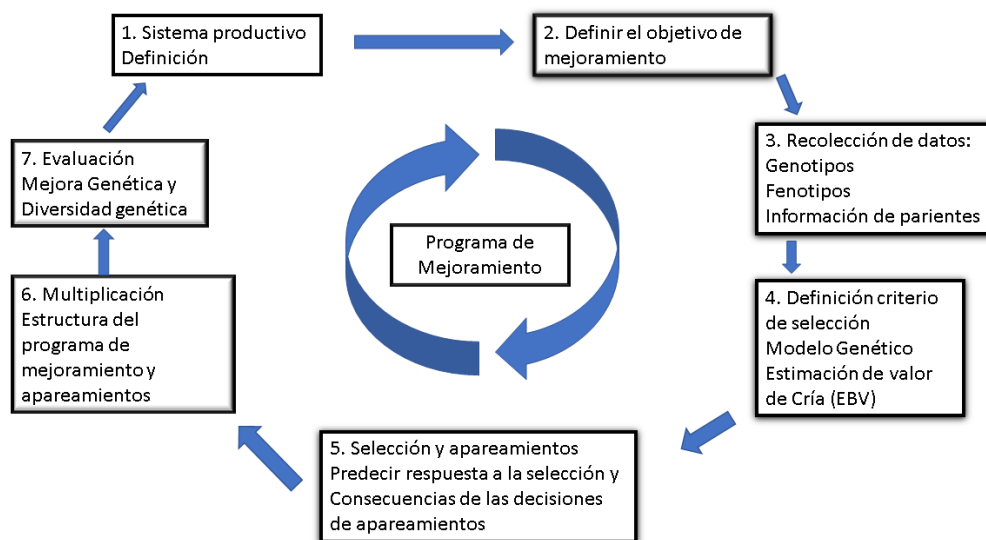 1. Sistema productivo
Definición
2. Definir el objetivo de
mejoramiento
3. Recolección de datos:
Genotipos
Fenotipos
Información de parientes
4. Definición criterio
de selección
Modelo Genético
Estimación de valor
de Cría (EBV)
5. Selección y apareamientos
Predecir respuesta a la selección y
Consecuencias de las decisiones
de apareamientos
6. Multiplicación
Estructura del
programa de
mejoramiento y
apareamientos
7. Evaluación
Mejora Genética y
Diversidad genética
Programa de
Mejoramiento